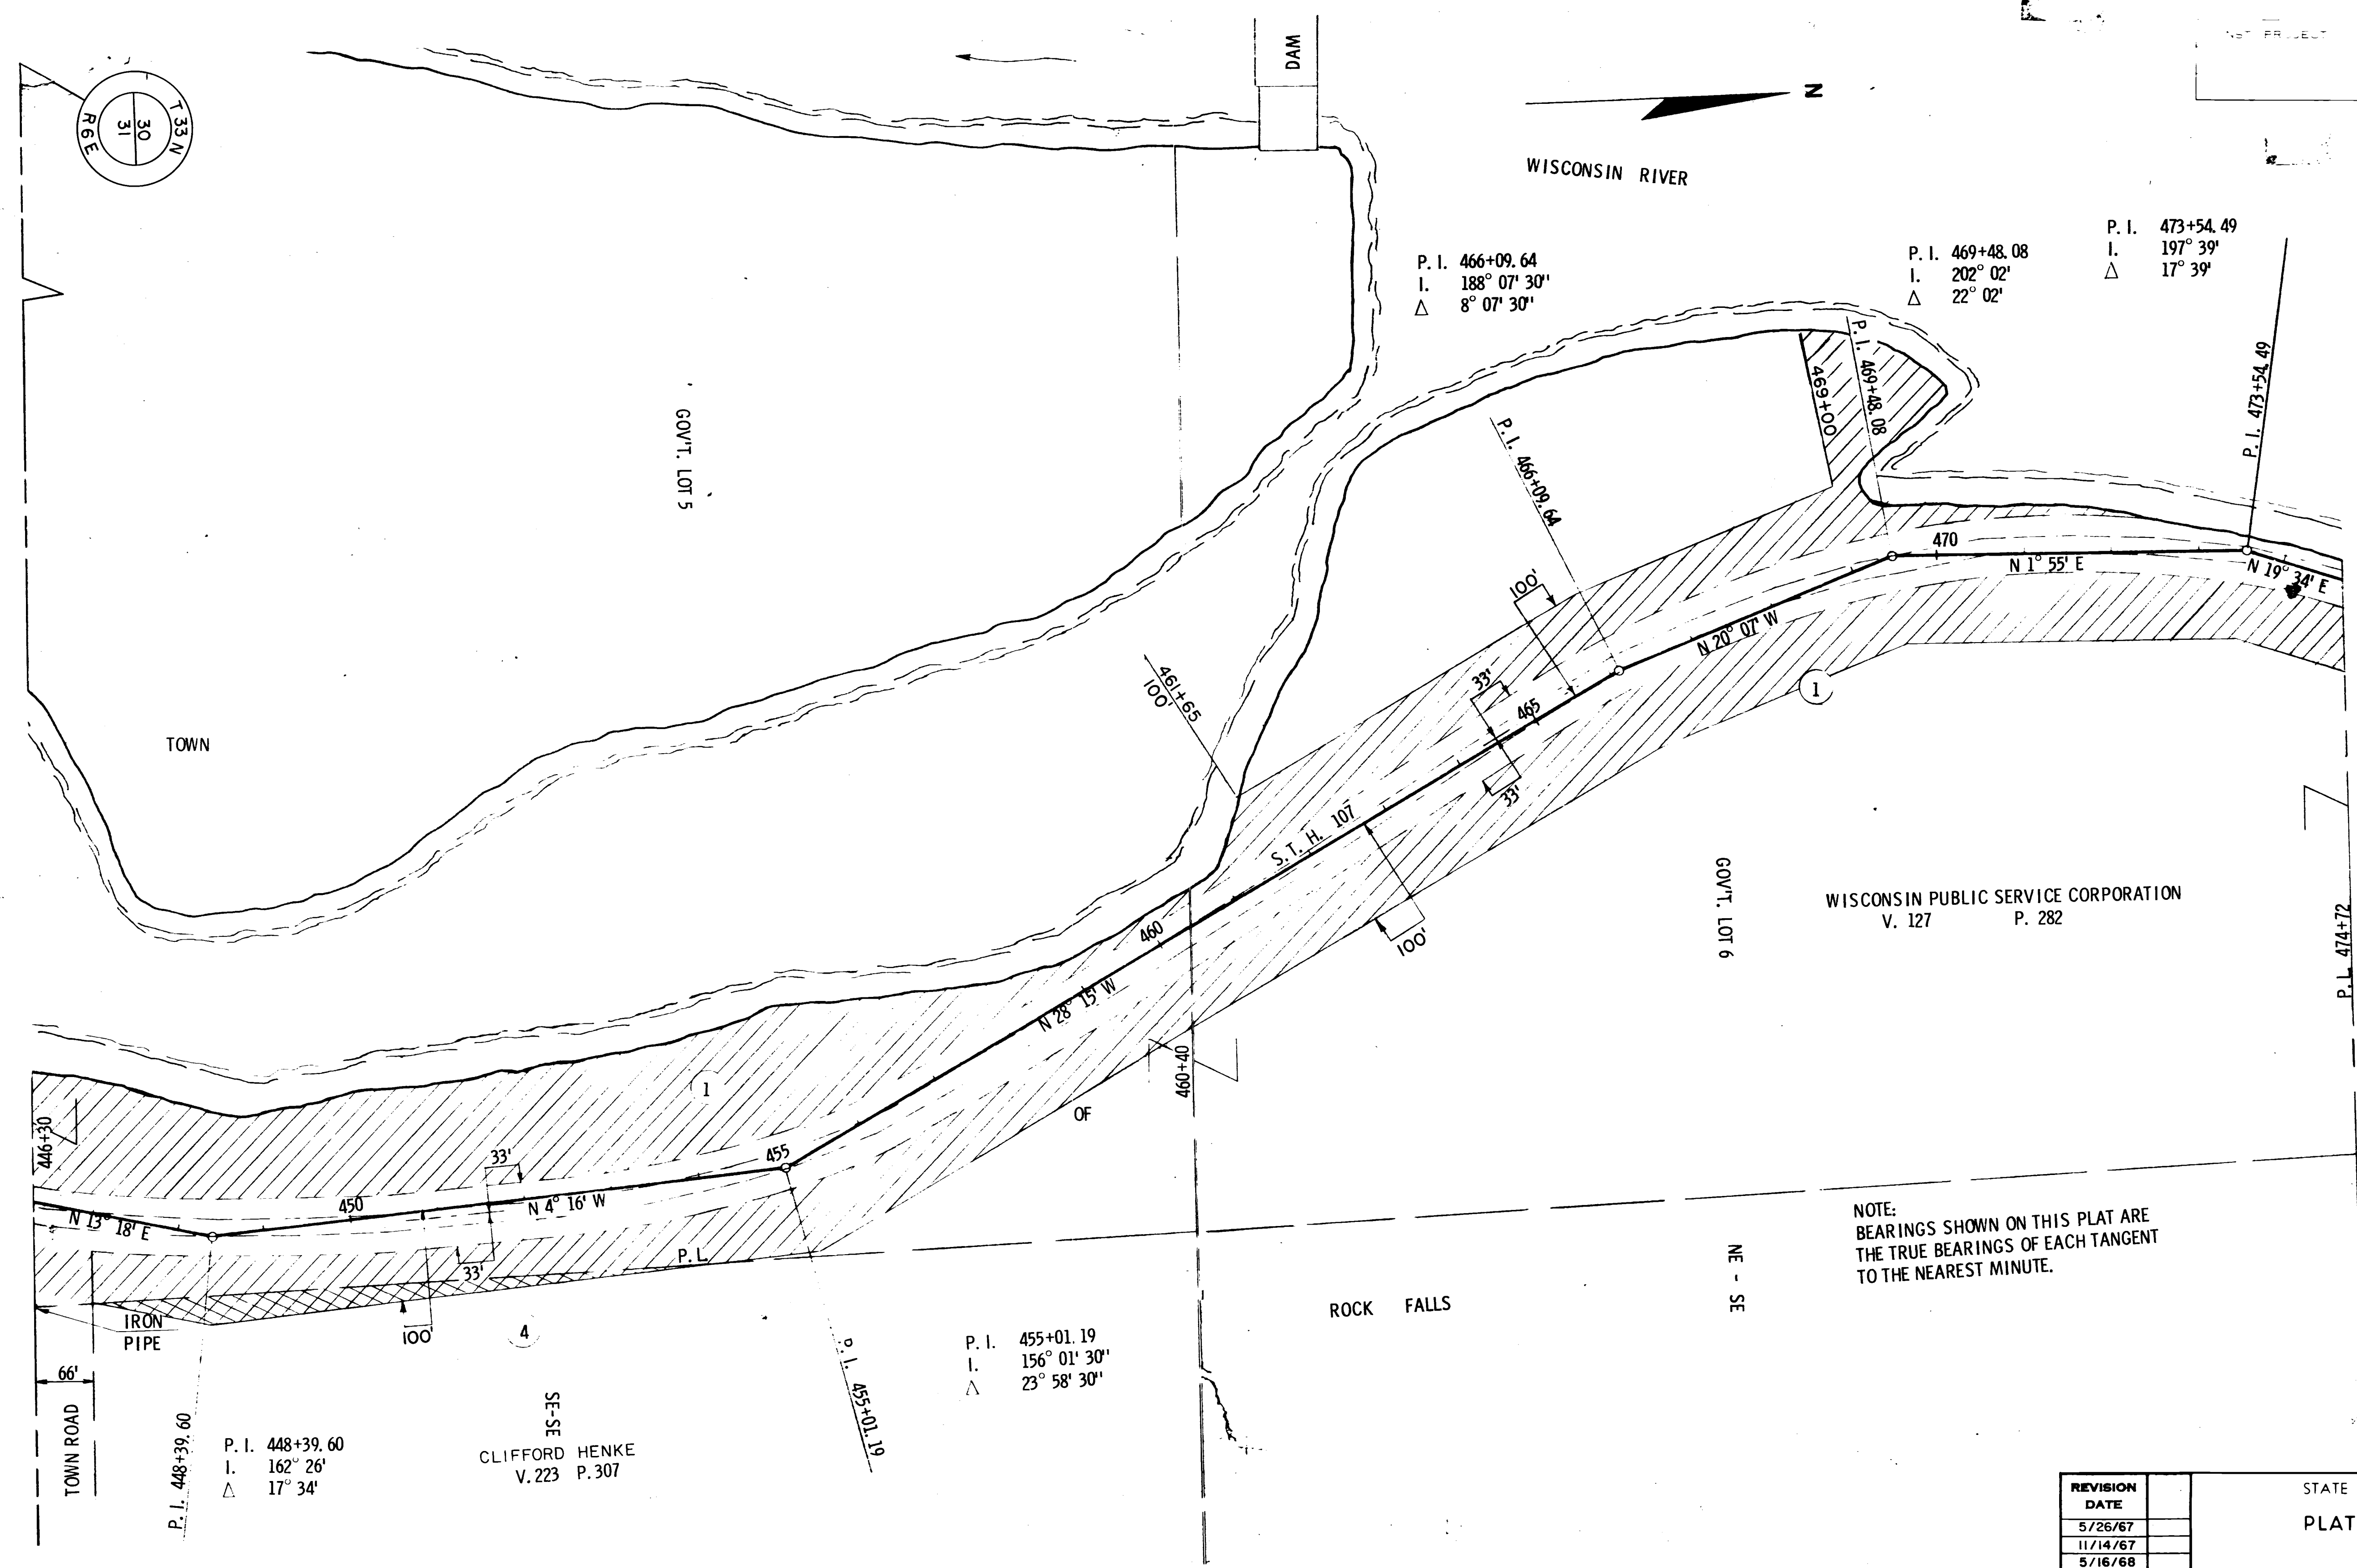 DAM
N
T 33 N
30
31
R6E
WISCONSIN RIVER
P. I. 466+09.64
I. 188° 07' 30"
Δ 8° 07' 30"
P. I. 469+48.08
I. 202° 02'
Δ 22° 02'
P. I. 473+54.49
I. 197° 39'
Δ 17° 39'
GOV'T. LOT 5
P. I. 466+09.64
469+00
P. I. 469+48.08
P. I. 473+54.49
470
N 1° 55' E
N 19° 34' E
100'
33'
465
N 20° 07' W
1
461+65
100'
33'
TOWN
S. T. H. 107
100'
GOV'T. LOT 6
WISCONSIN PUBLIC SERVICE CORPORATION
V. 127 P. 282
P. L. 474+72
460
N 28° 15' W
460+40
OF
1
446+30
33'
455
450
N 4° 16' W
N 13° 18' E
33'
P. L.
IRON
PIPE
100'
4
66'
TOWN ROAD
P. I. 448+39.60
P. I. 448+39.60
I. 162° 26'
Δ 17° 34'
SE-SE
CLIFFORD HENKE
V. 223 P. 307
P. I. 455+01.19
P. I. 455+01.19
I. 156° 01' 30"
Δ 23° 58' 30"
ROCK FALLS
NE - SE
NOTE:
BEARINGS SHOWN ON THIS PLAT ARE
THE TRUE BEARINGS OF EACH TANGENT
TO THE NEAREST MINUTE.
REVISION
DATE
5/26/67
11/14/67
5/16/68
STATE
PLAT